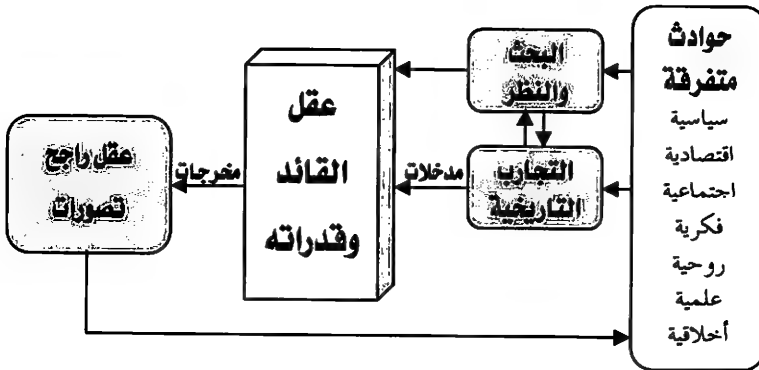 حوادث
متفرقة
سياسية
اقتصادية
اجتماعية
فكرية
روحية
علمية
أخلاقية
البحث
والنظر
التجارب
التاريخية
مدخلات
عقل
القائد
وقدراته
مخرجات
عقل راجح
تصورات